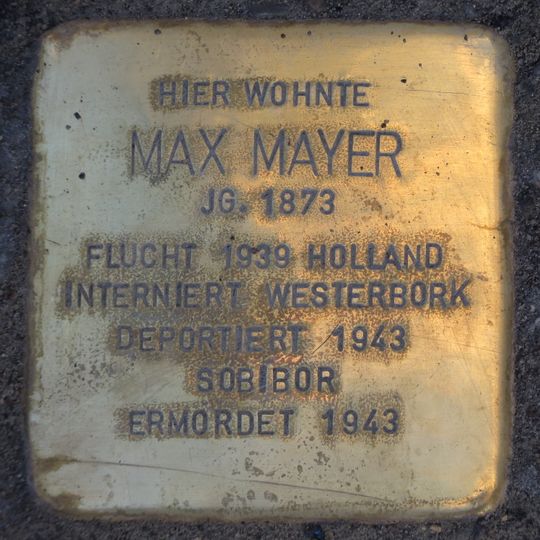 HIER WOHNTE
MAX MAYER
JG. 1873
FLUCHT 1939 HOLLAND
INTERNIERT WESTERBORK
DEPORTIERT 1943
SOBIBOR
ERMORDET 1943